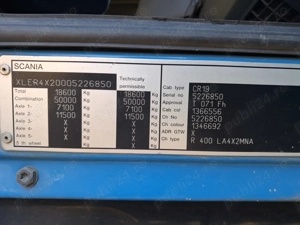 SCANIA
XLER4X20005226850
Technically permissible
Total 18600 Kg 18600 Kg
Combination 50000 Kg 50000 Kg
Axle 1- 7100 Kg 7100 Kg
Axle 2- 11500 Kg 11500 Kg
Axle 3- X Kg X Kg
Axle 4- X Kg X Kg
Axle 5- X Kg X Kg
5 th wheel X Kg X Kg
Cab type CR19
Serial no 5226850
Approval T 071 Fh
Cab no 1366556
Ch No 5226850
Ch colour 1346692
ADR GTW X
Ch type R 400 LA4X2MNA